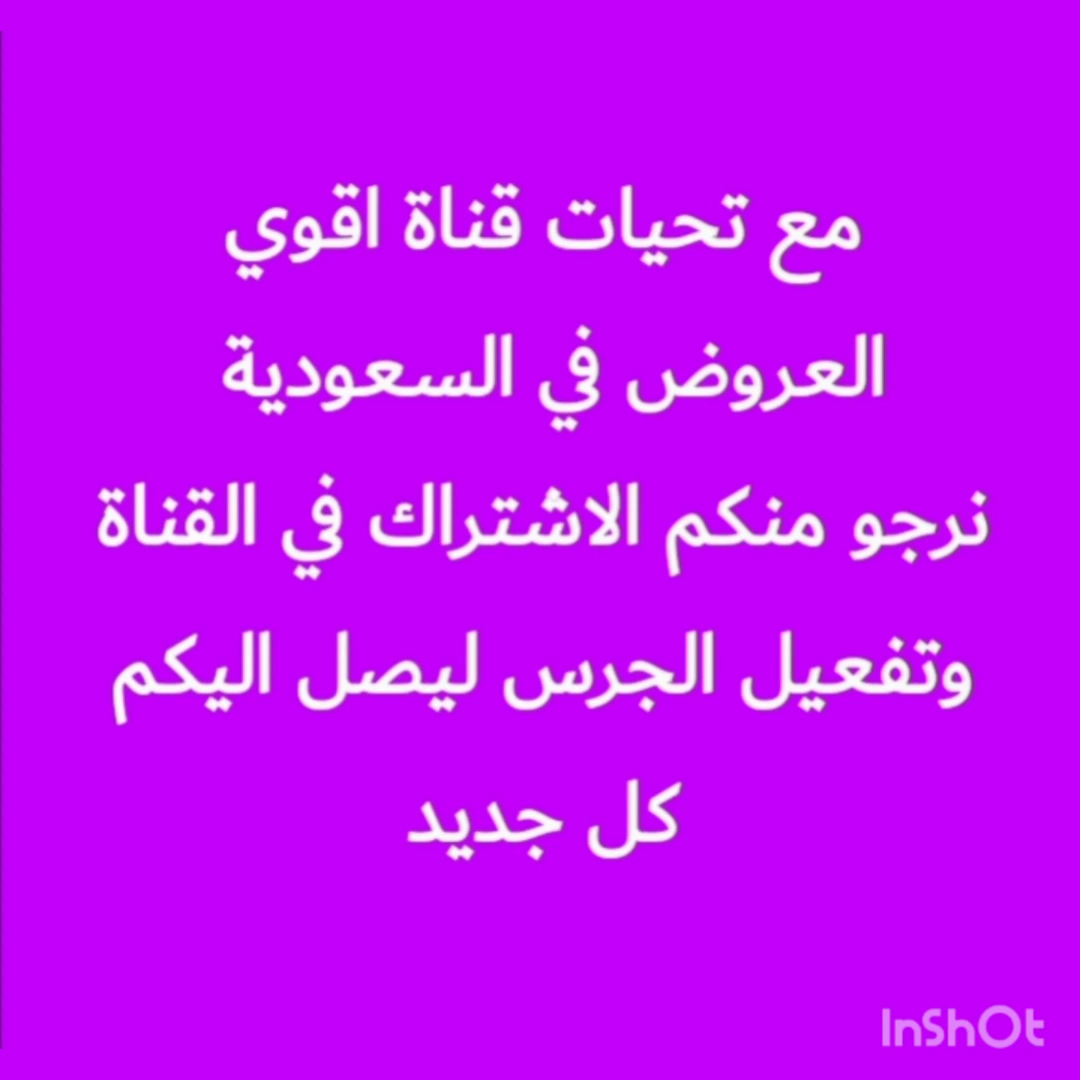 مع تحيات قناة اقوي
العروض في السعودية
نرجو منكم الاشتراك في القناة
وتفعيل الجرس ليصل اليكم
كل جديد
InShOt